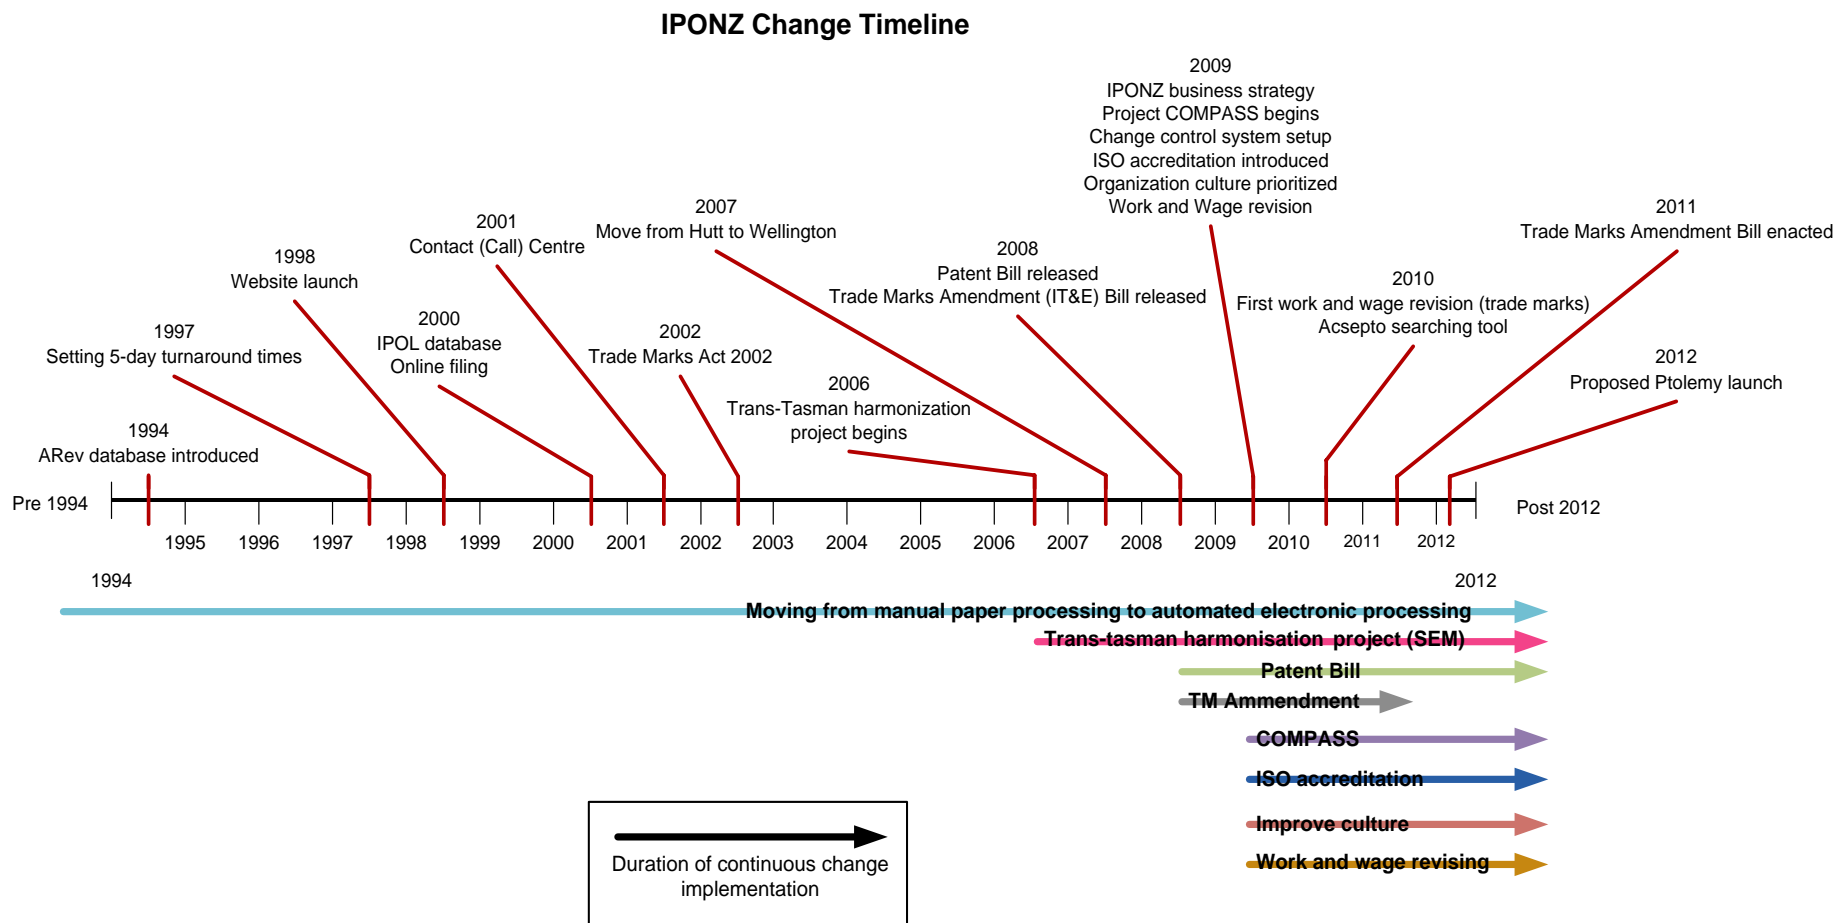 IPONZ Change Timeline
2009
IPONZ business strategy
Project COMPASS begins
Change control system setup
ISO accreditation introduced
Organization culture prioritized
Work and Wage revision
2007
Move from Hutt to Wellington
2011
Trade Marks Amendment Bill enacted
2001
Contact (Call) Centre
1998
Website launch
2008
Patent Bill released
Trade Marks Amendment (IT&E) Bill released
2010
First work and wage revision (trade marks)
Acsepto searching tool
1997
Setting 5-day turnaround times
2000
IPOL database
Online filing
2002
Trade Marks Act 2002
2006
Trans-Tasman harmonization
project begins
2012
Proposed Ptolemy launch
1994
ARev database introduced
Pre 1994
Post 2012
1995 1996 1997 1998 1999 2000 2001 2002 2003 2004 2005 2006 2007 2008 2009 2010 2011 2012
1994
2012
Moving from manual paper processing to automated electronic processing
Trans-tasman harmonisation project (SEM)
Patent Bill
TM Ammendment
COMPASS
ISO accreditation
Improve culture
Work and wage revising
Duration of continuous change
implementation